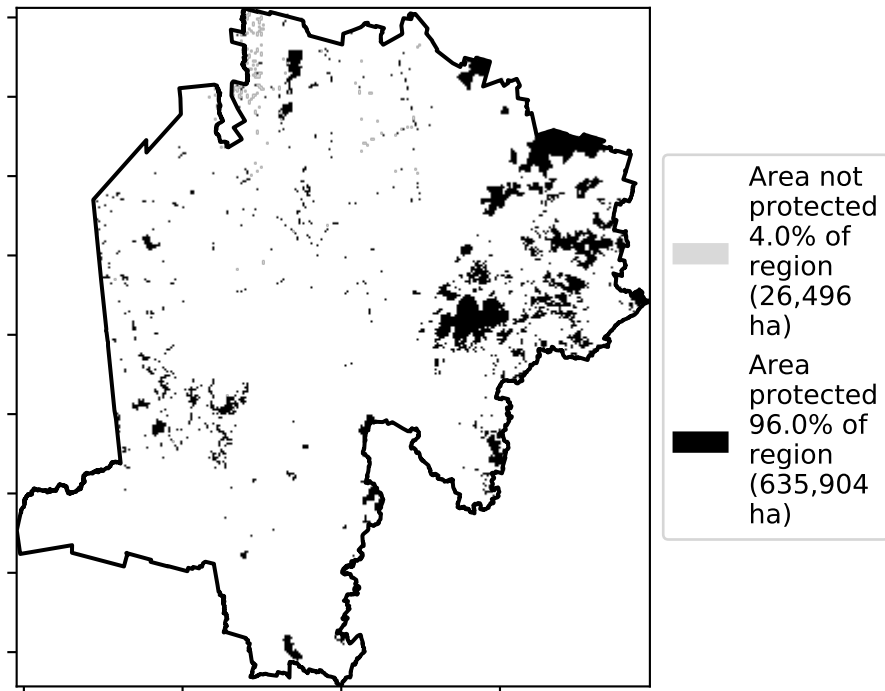 Area not
protected
4.0% of
region
(26,496
ha)
Area
protected
96.0% of
region
(635,904
ha)